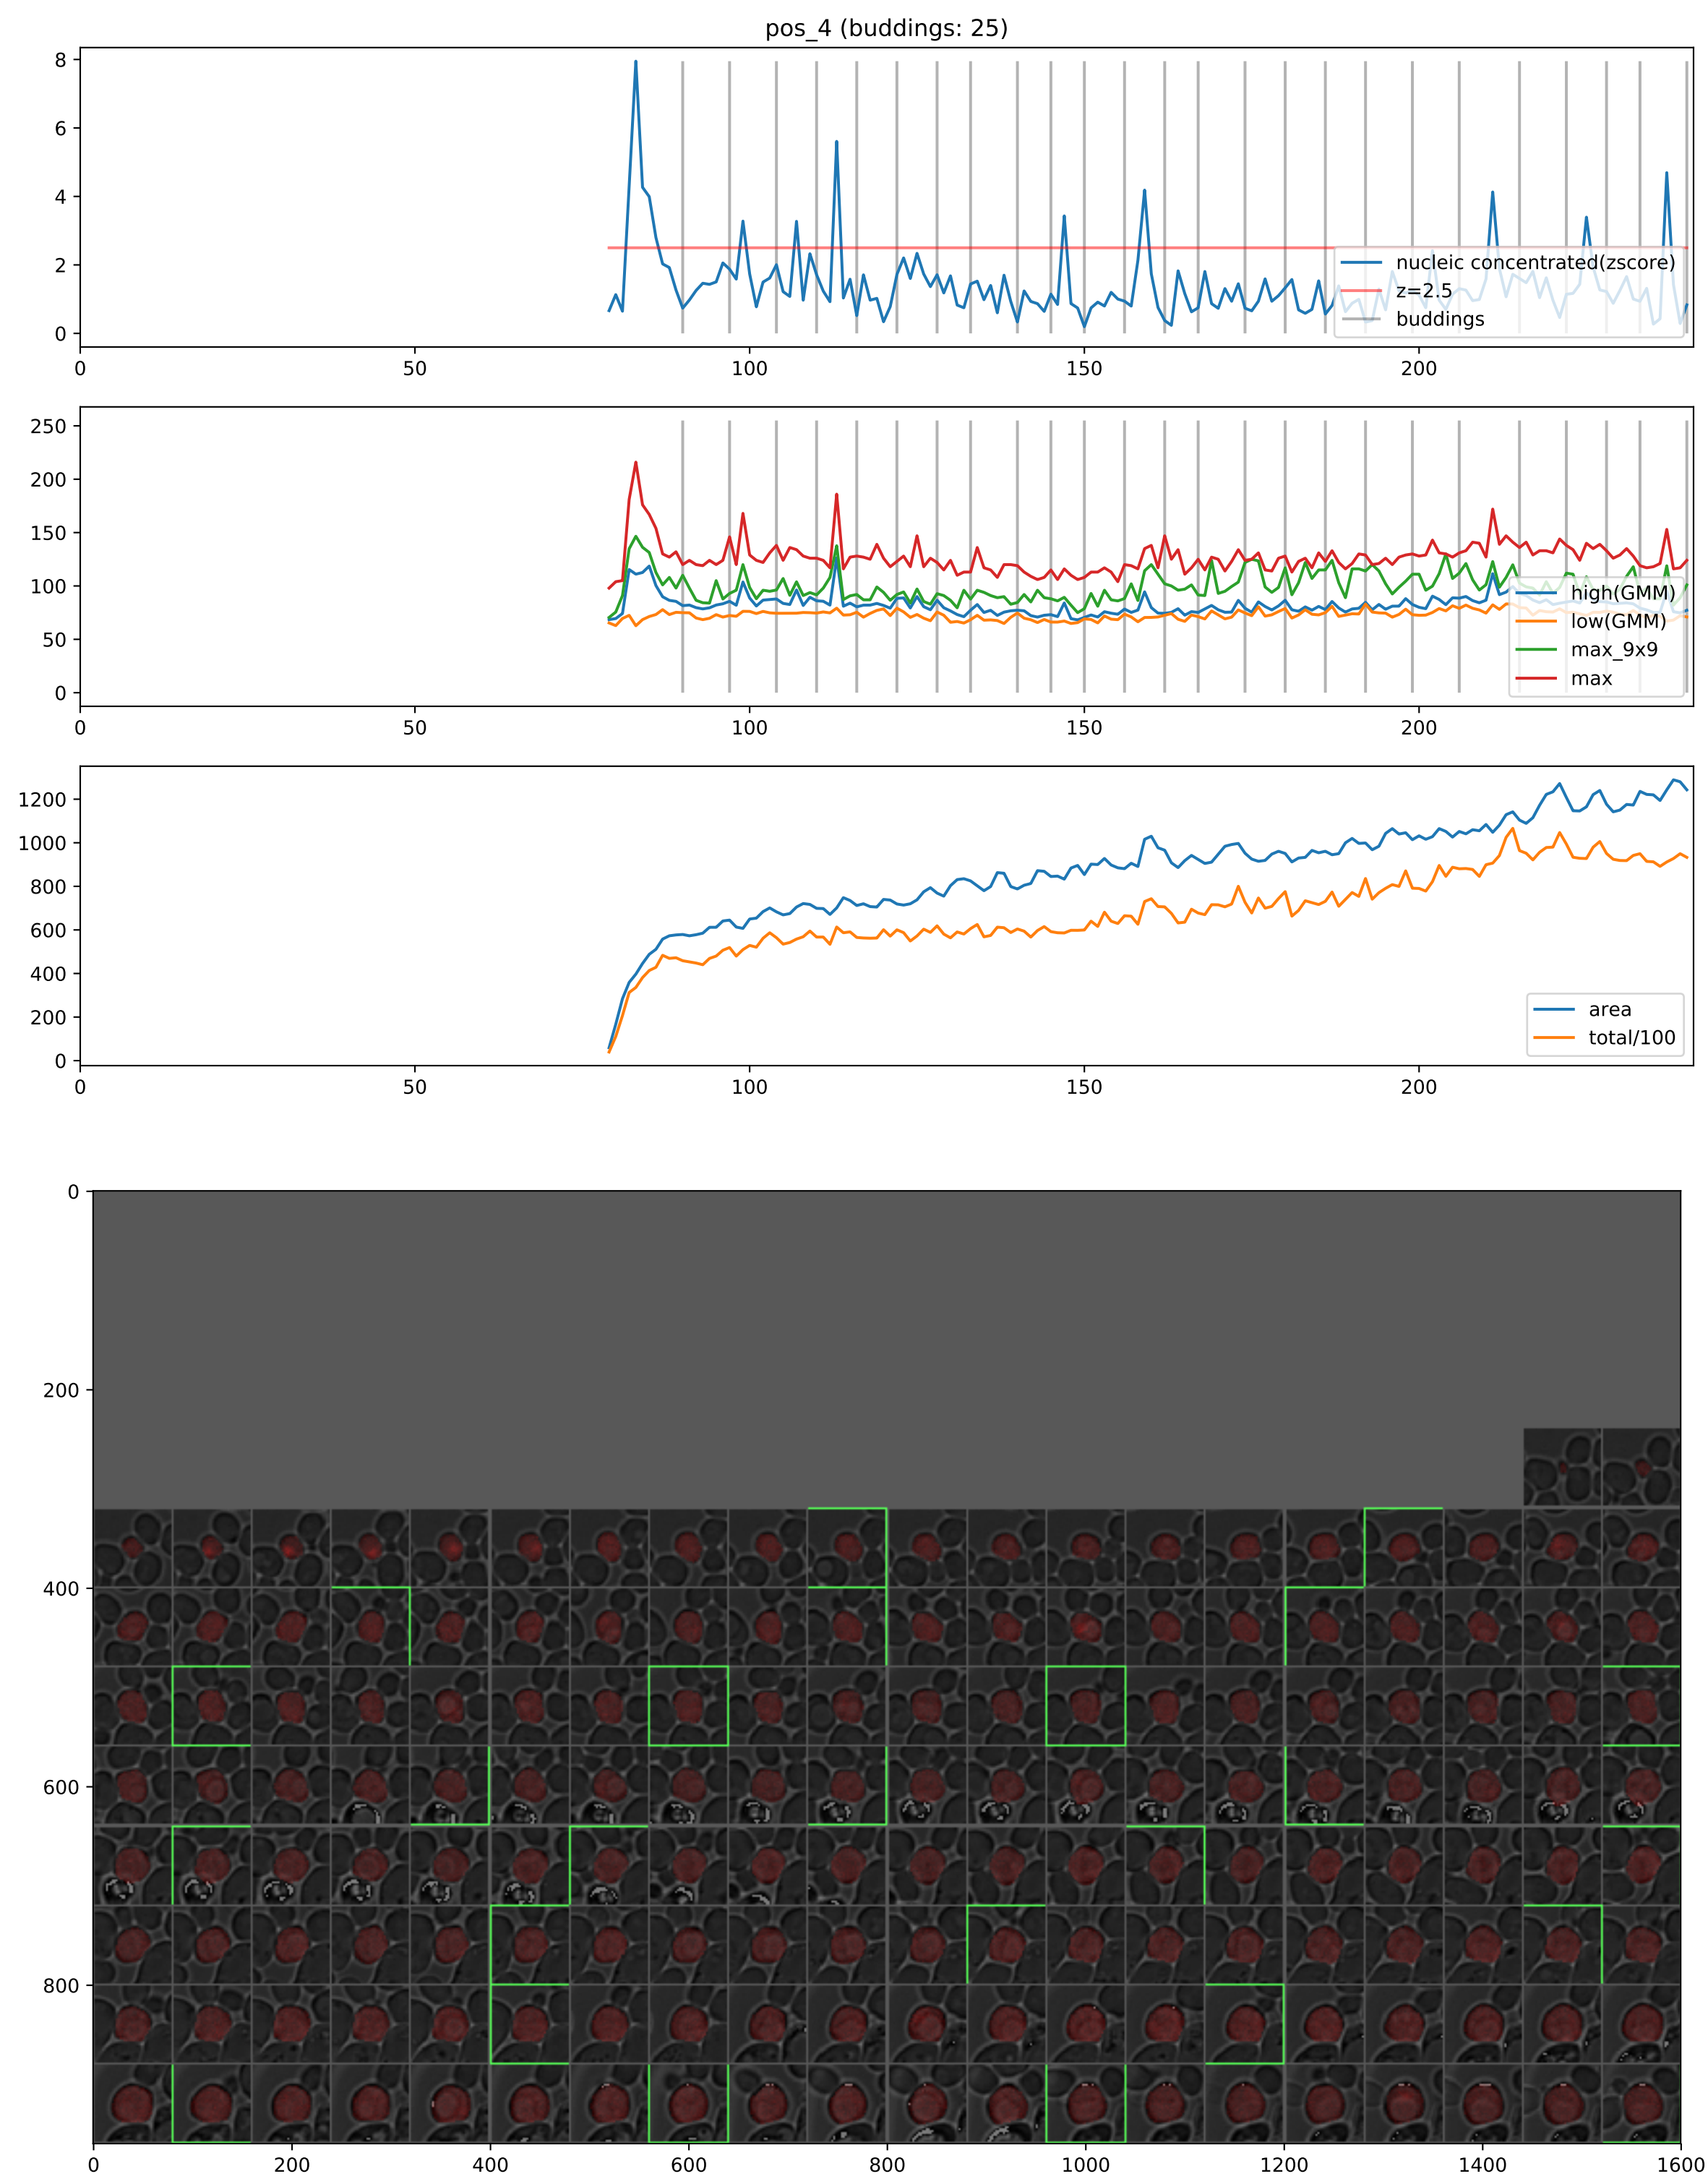 pos_4 (buddings: 25)
8
6
4
2
0
nucleic concentrated(zscore)
z=2.5
buddings
0 50 100 150 200
250
200
150
100
50
0
high(GMM)
low(GMM)
max_9x9
max
0 50 100 150 200
1200
1000
800
600
400
200
0
area
total/100
0 50 100 150 200
0
200
400
600
800
0 200 400 600 800 1000 1200 1400 1600